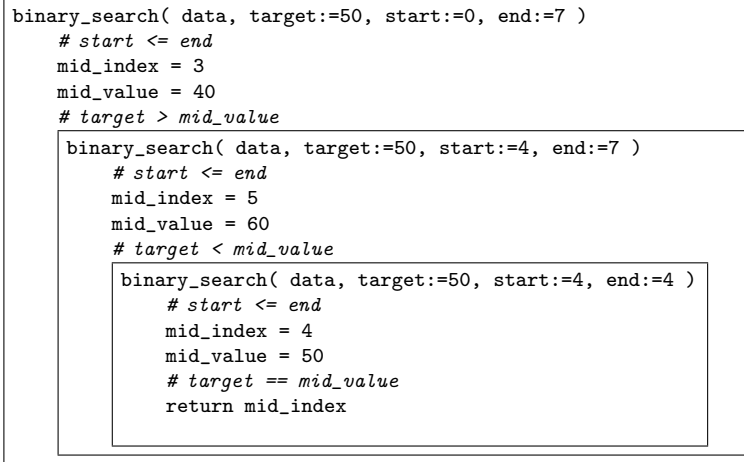 binary_search( data, target:=50, start:=0, end:=7 )
# start <= end
mid_index = 3
mid_value = 40
# target > mid_value
binary_search( data, target:=50, start:=4, end:=7 )
# start <= end
mid_index = 5
mid_value = 60
# target < mid_value
binary_search( data, target:=50, start:=4, end:=4 )
# start <= end
mid_index = 4
mid_value = 50
# target == mid_value
return mid_index